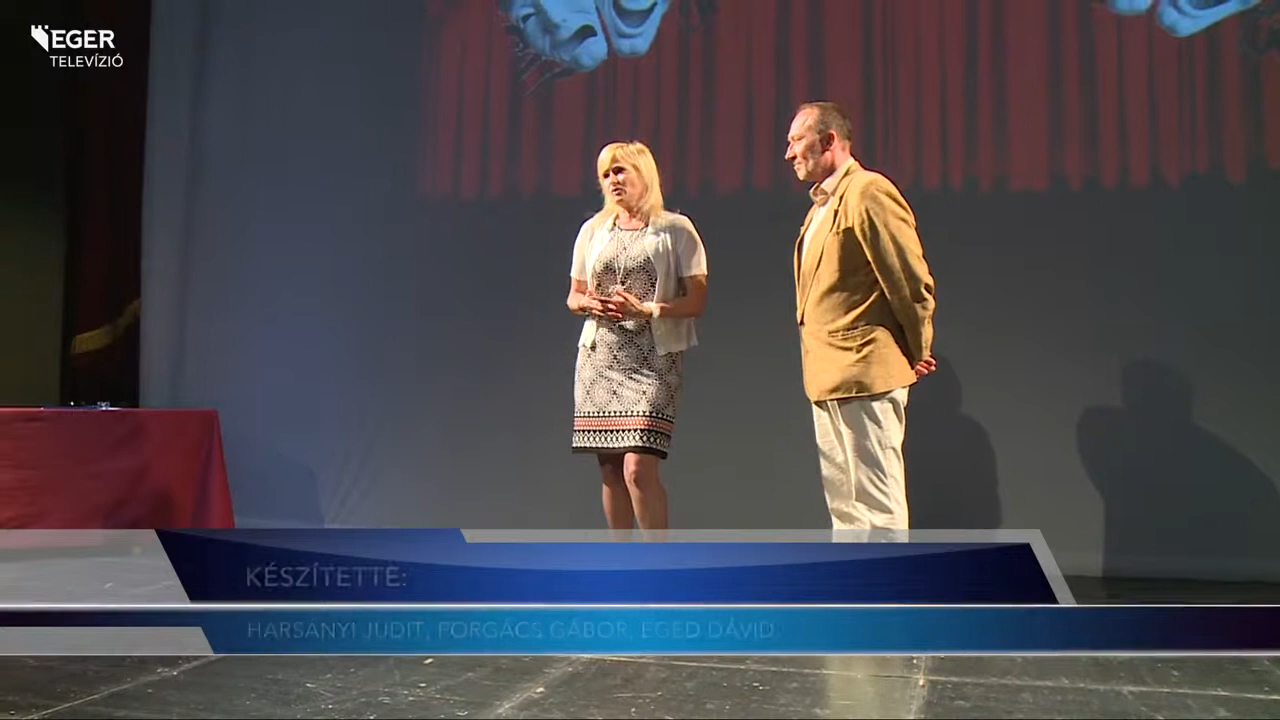 EGER
TELEVÍZIÓ
KÉSZÍTETTE:
HARSÁNYI JUDIT, FORGÁCS GÁBOR, EGED DÁVID